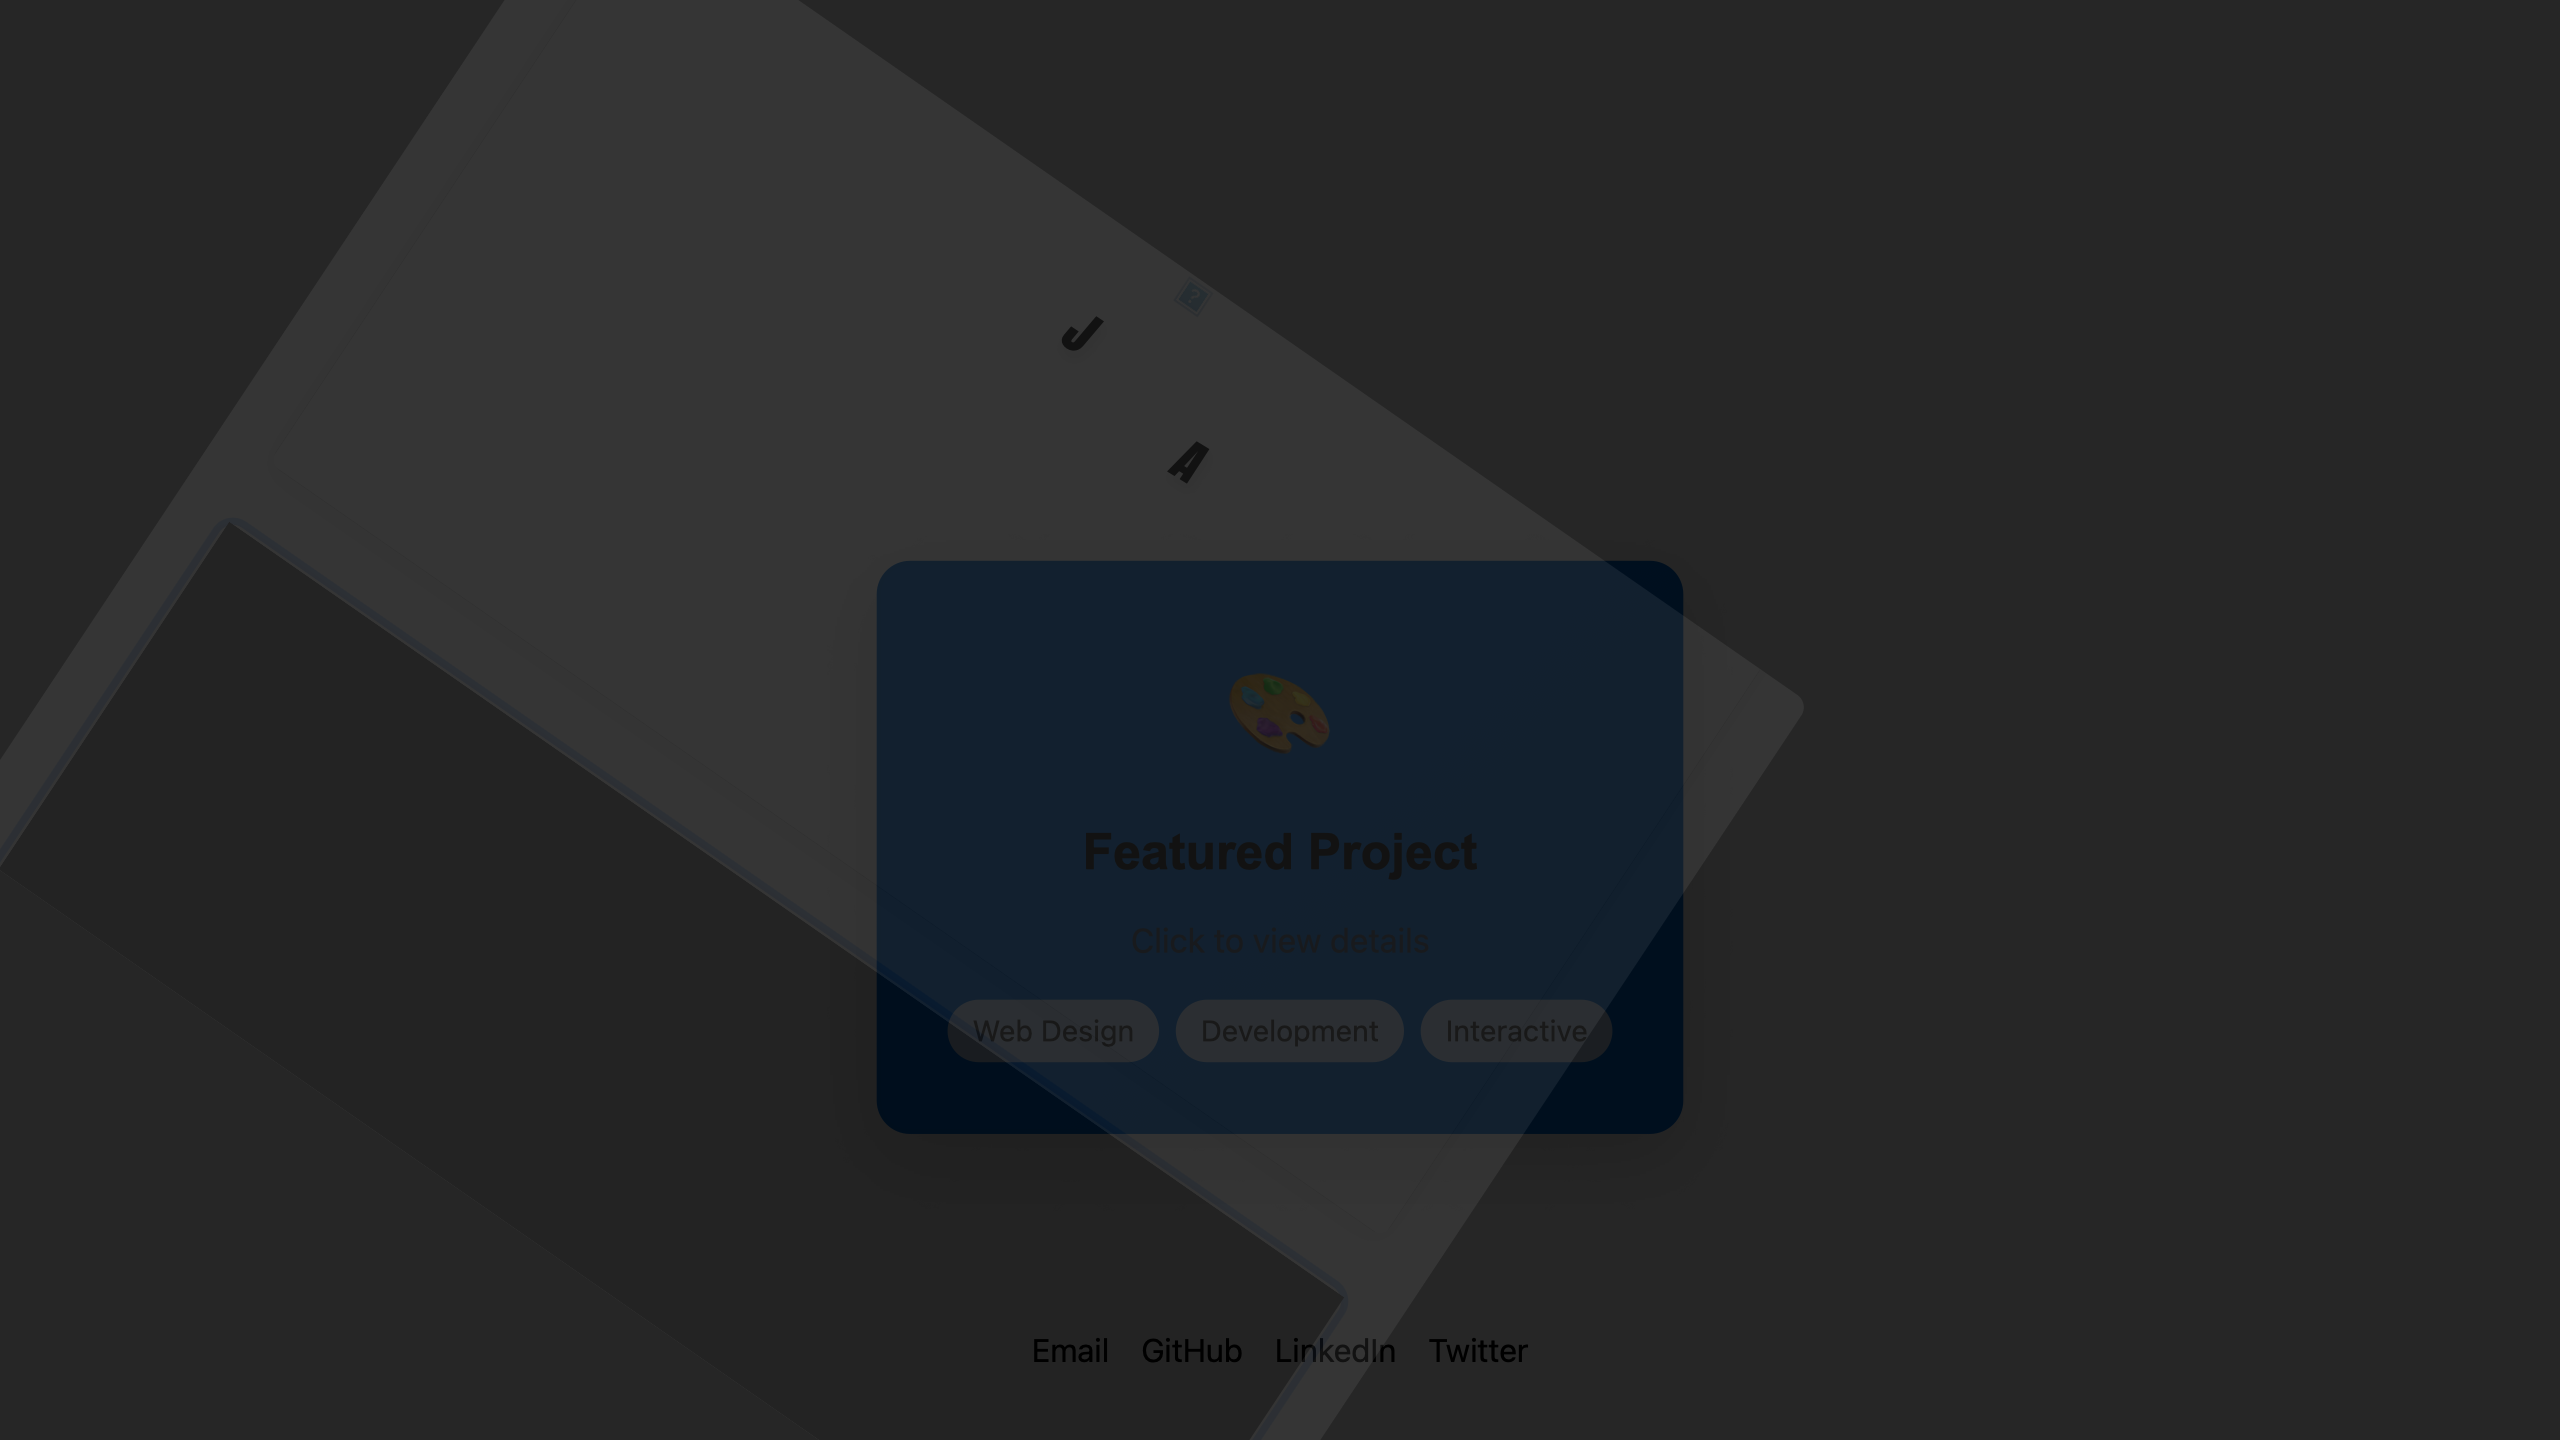 J
A
Featured Project
Click to view details
Web Design Development Interactive
Email GitHub LinkedIn Twitter